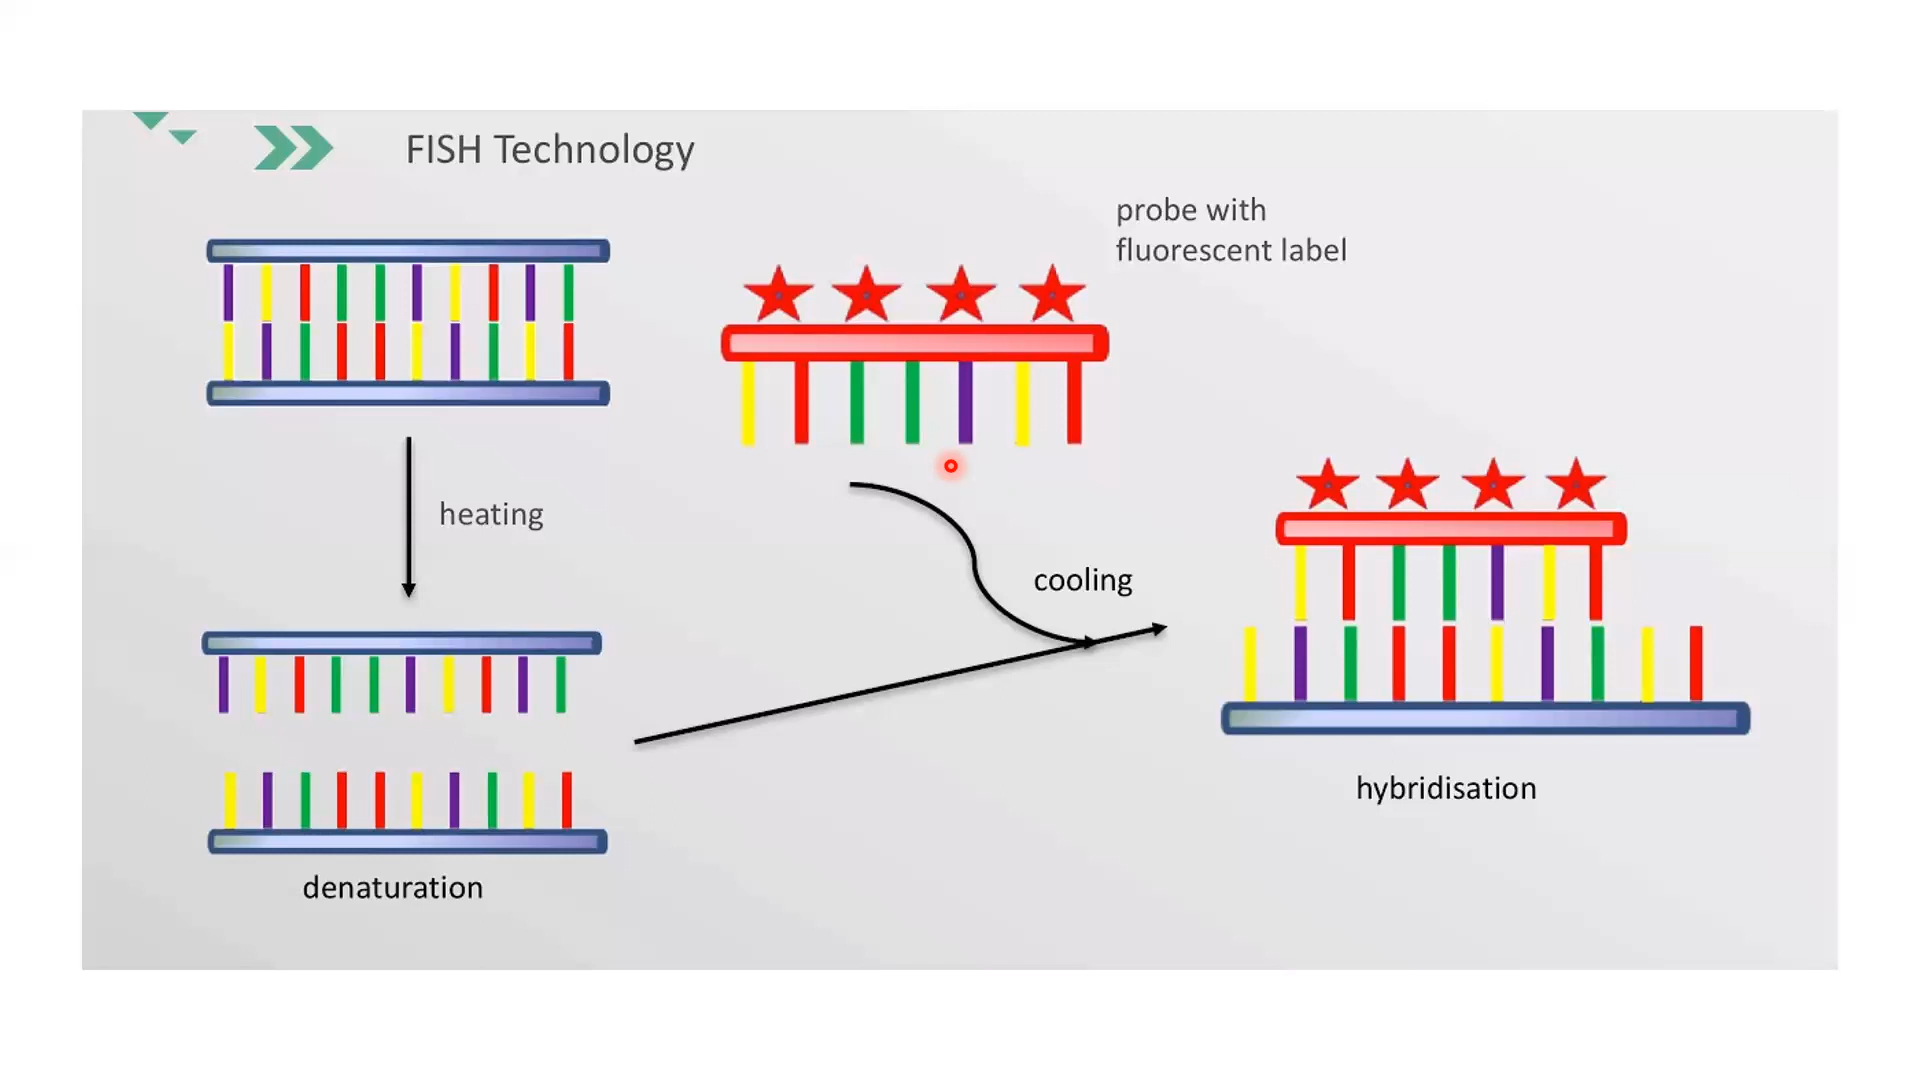 FISH Technology
probe with
fluorescent label
heating
cooling
hybridisation
denaturation